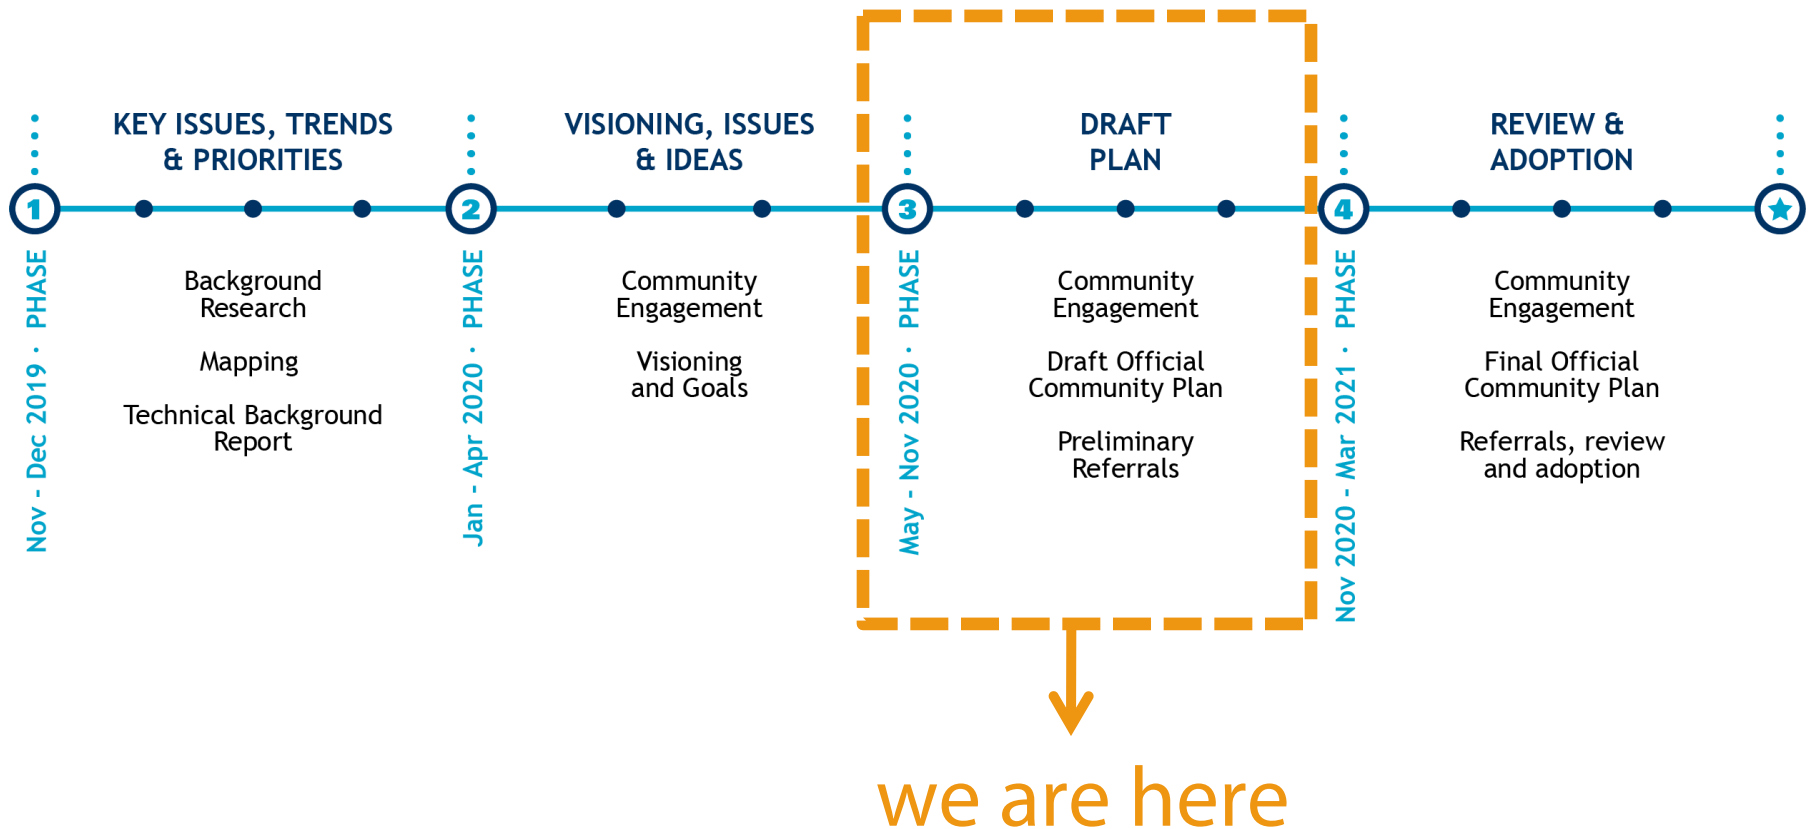 KEY ISSUES, TRENDS
& PRIORITIES
1
Nov - Dec 2019 · PHASE
Background
Research
Mapping
Technical Background
Report
VISIONING, ISSUES
& IDEAS
2
Jan - Apr 2020 · PHASE
Community
Engagement
Visioning
and Goals
DRAFT
PLAN
3
May - Nov 2020 · PHASE
Community
Engagement
Draft Official
Community Plan
Preliminary
Referrals
REVIEW &
ADOPTION
4
Nov 2020 - Mar 2021 · PHASE
Community
Engagement
Final Official
Community Plan
Referrals, review
and adoption
we are here